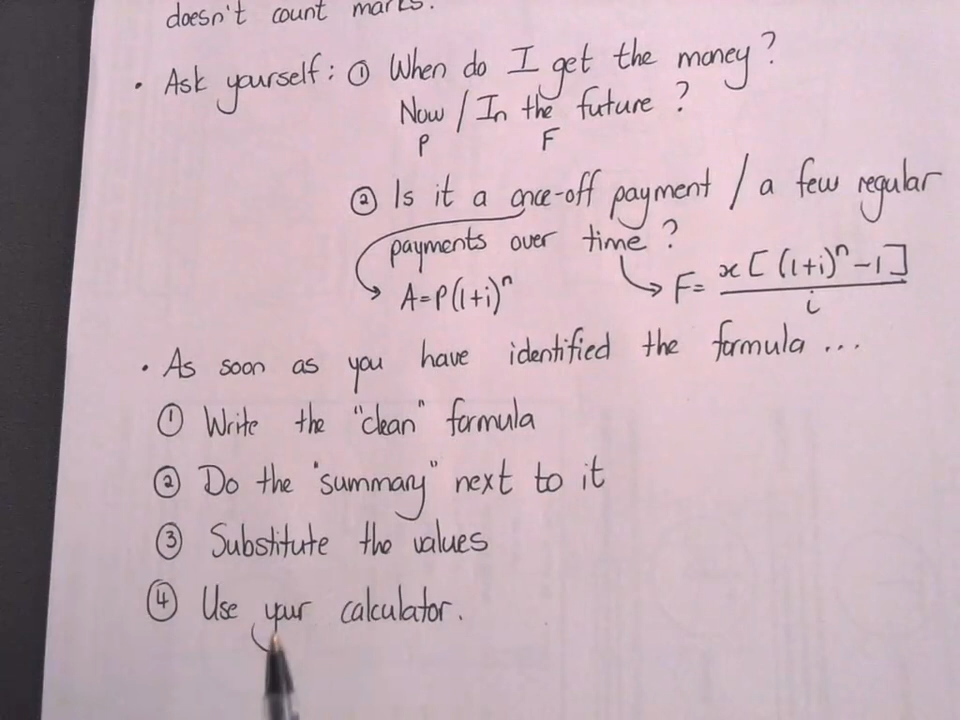 doesn't count marks.
• Ask yourself: ① When do I get the money?
Now / In the future?
P F
② Is it a once-off payment / a few regular
payments over time?
A=P(1+i)^n F= x[(1+i)^n -1] / i
• As soon as you have identified the formula ...
① Write the "clean" formula
② Do the "summary" next to it
③ Substitute the values
④ Use your calculator.